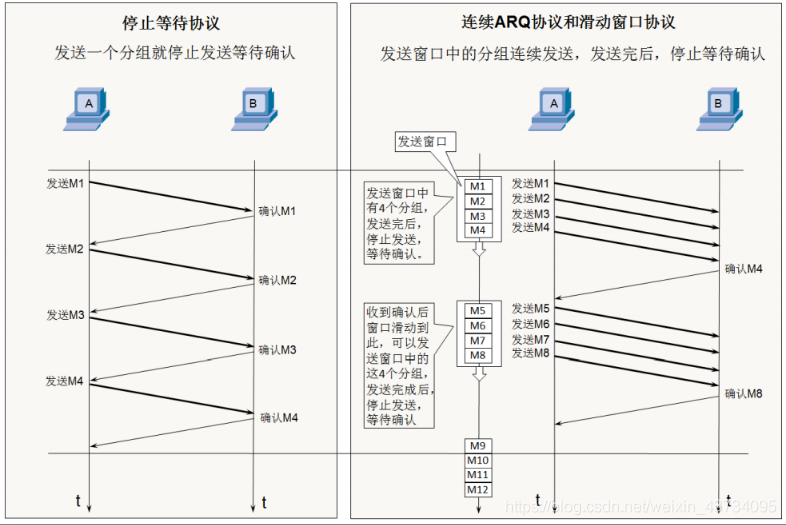 停止等待协议
发送一个分组就停止发送等待确认
A
B
发送M1
确认M1
发送M2
确认M2
发送M3
确认M3
发送M4
确认M4
t
t
连续ARQ协议和滑动窗口协议
发送窗口中的分组连续发送，发送完后，停止等待确认
A
B
发送窗口
发送窗口中
有4个分组，
发送完后，
停止发送，
等待确认。
M1
M2
M3
M4
发送M1
发送M2
发送M3
发送M4
确认M4
收到确认后
窗口滑动到
此，可以发
送窗口中的
这4个分组，
发送完成后，
停止发送，
等待确认
M5
M6
M7
M8
发送M5
发送M6
发送M7
发送M8
确认M8
M9
M10
M11
M12
t
t